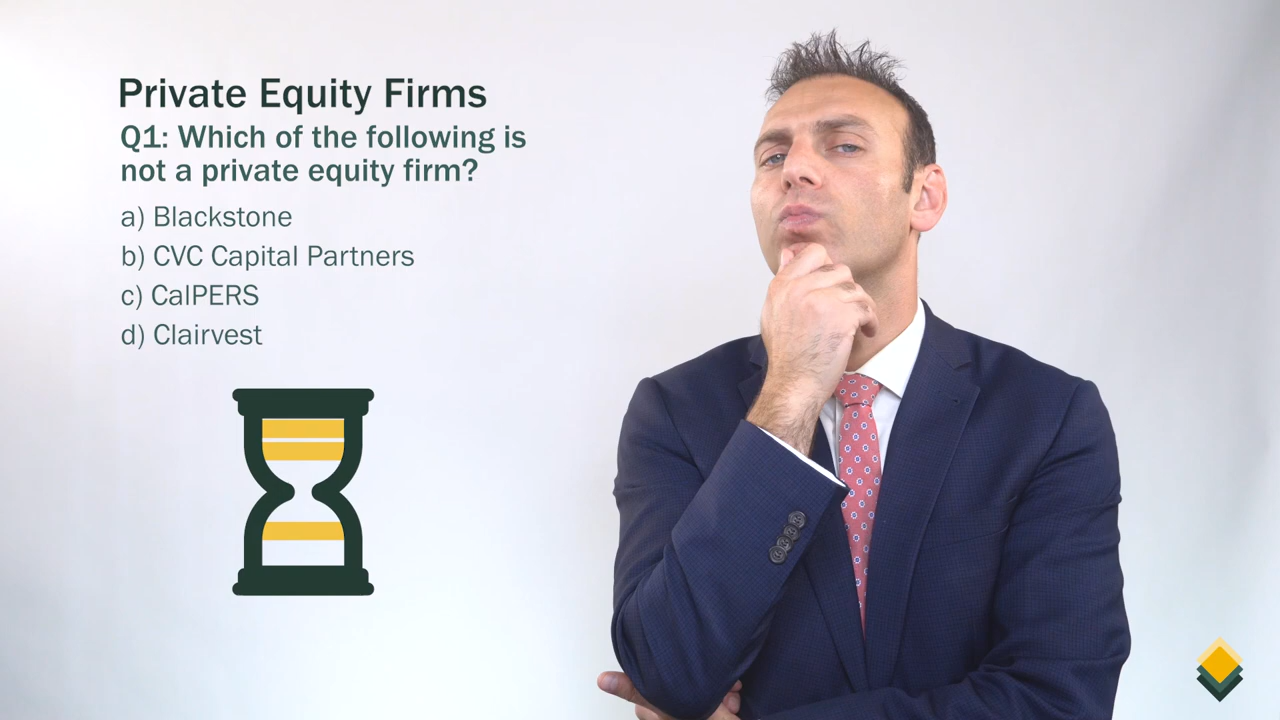 Private Equity Firms
Q1: Which of the following is
not a private equity firm?
a) Blackstone
b) CVC Capital Partners
c) CalPERS
d) Clairvest